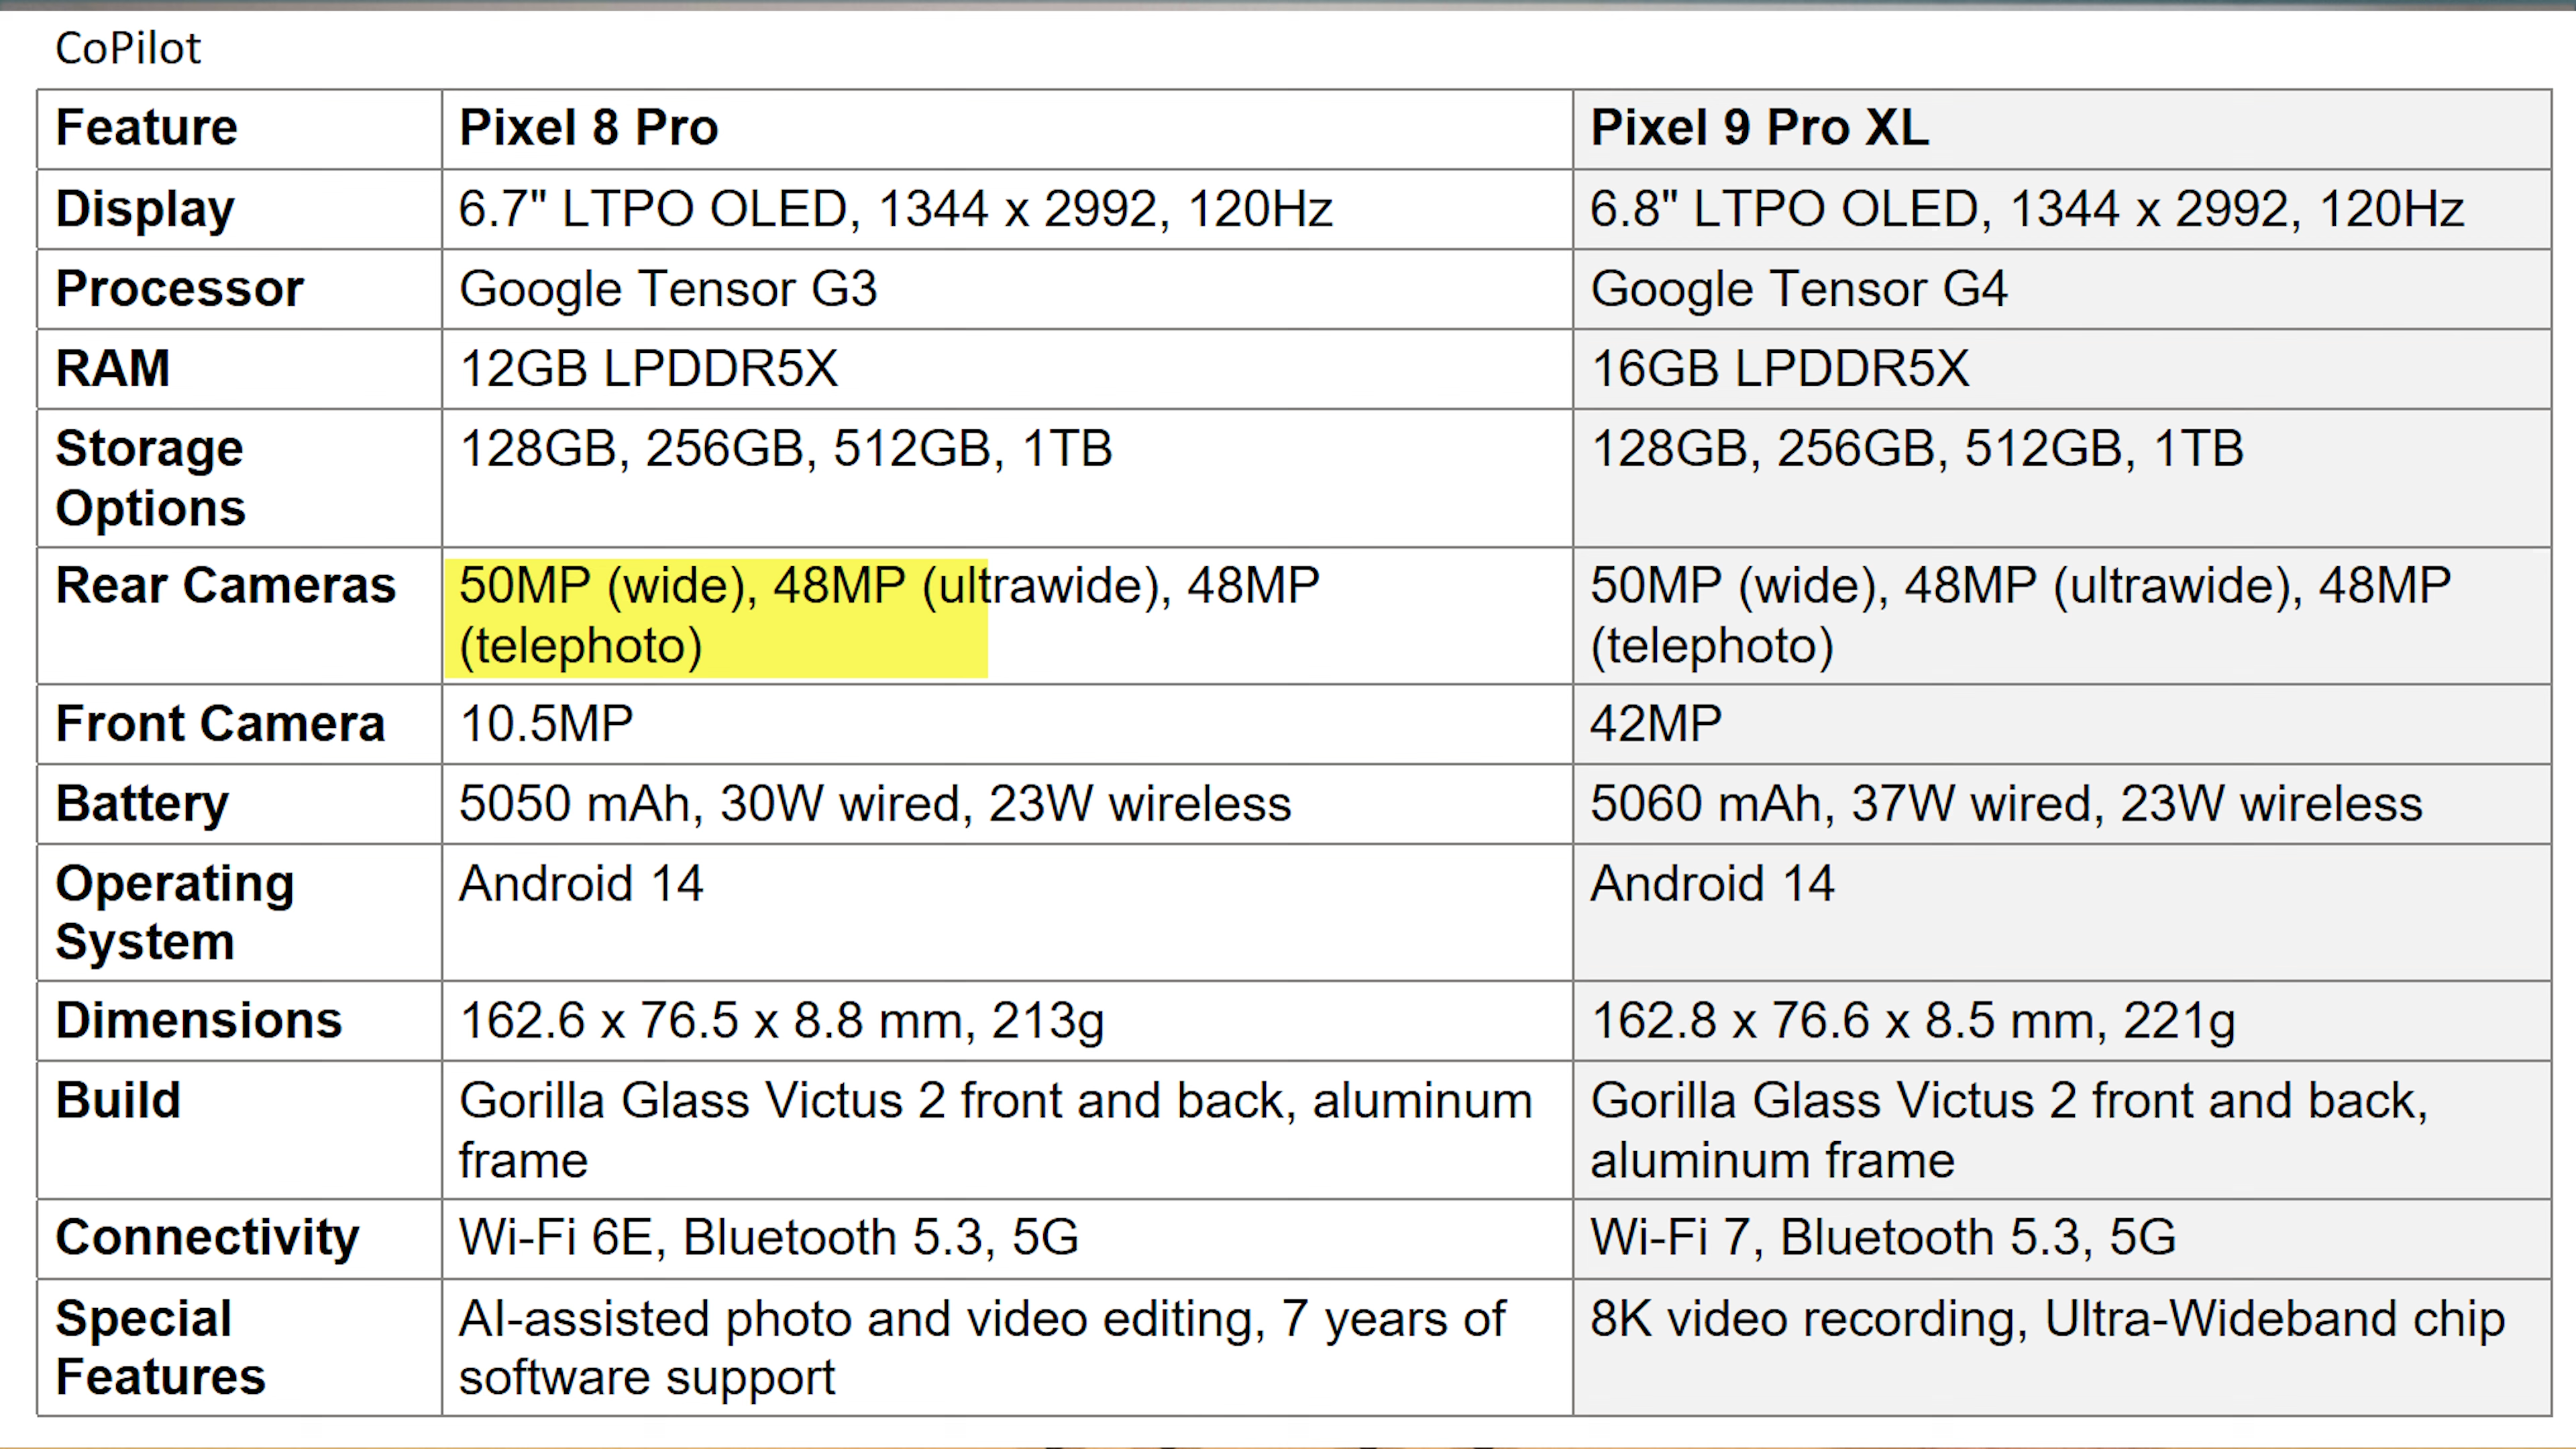 CoPilot
Feature Pixel 8 Pro Pixel 9 Pro XL
Display 6.7" LTPO OLED, 1344 x 2992, 120Hz 6.8" LTPO OLED, 1344 x 2992, 120Hz
Processor Google Tensor G3 Google Tensor G4
RAM 12GB LPDDR5X 16GB LPDDR5X
Storage 128GB, 256GB, 512GB, 1TB 128GB, 256GB, 512GB, 1TB
Options
Rear Cameras 50MP (wide), 48MP (ultrawide), 48MP 50MP (wide), 48MP (ultrawide), 48MP
(telephoto) (telephoto)
Front Camera 10.5MP 42MP
Battery 5050 mAh, 30W wired, 23W wireless 5060 mAh, 37W wired, 23W wireless
Operating Android 14 Android 14
System
Dimensions 162.6 x 76.5 x 8.8 mm, 213g 162.8 x 76.6 x 8.5 mm, 221g
Build Gorilla Glass Victus 2 front and back, aluminum Gorilla Glass Victus 2 front and back,
frame aluminum frame
Connectivity Wi-Fi 6E, Bluetooth 5.3, 5G Wi-Fi 7, Bluetooth 5.3, 5G
Special AI-assisted photo and video editing, 7 years of 8K video recording, Ultra-Wideband chip
Features software support